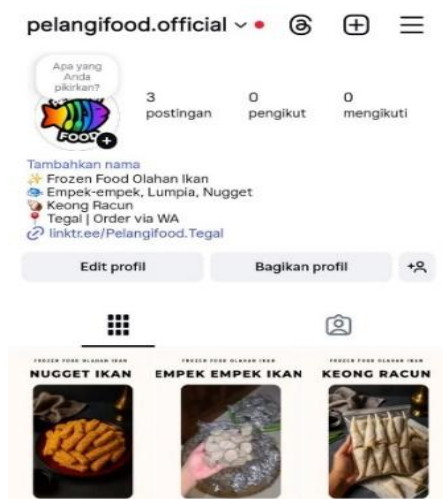 pelangifood.official
Apa yang
Anda
pikirkan?
FOOD
3
postingan
0
pengikut
0
mengikuti
Tambahkan nama
Frozen Food Olahan Ikan
Empek-empek, Lumpia, Nugget
Keong Racun
Tegal | Order via WA
linktr.ee/Pelangifood.Tegal
Edit profil
Bagikan profil
FROZEN FOOD OLAHAN IKAN
NUGGET IKAN
FROZEN FOOD OLAHAN IKAN
EMPEK EMPEK IKAN
FROZEN FOOD OLAHAN IKAN
KEONG RACUN